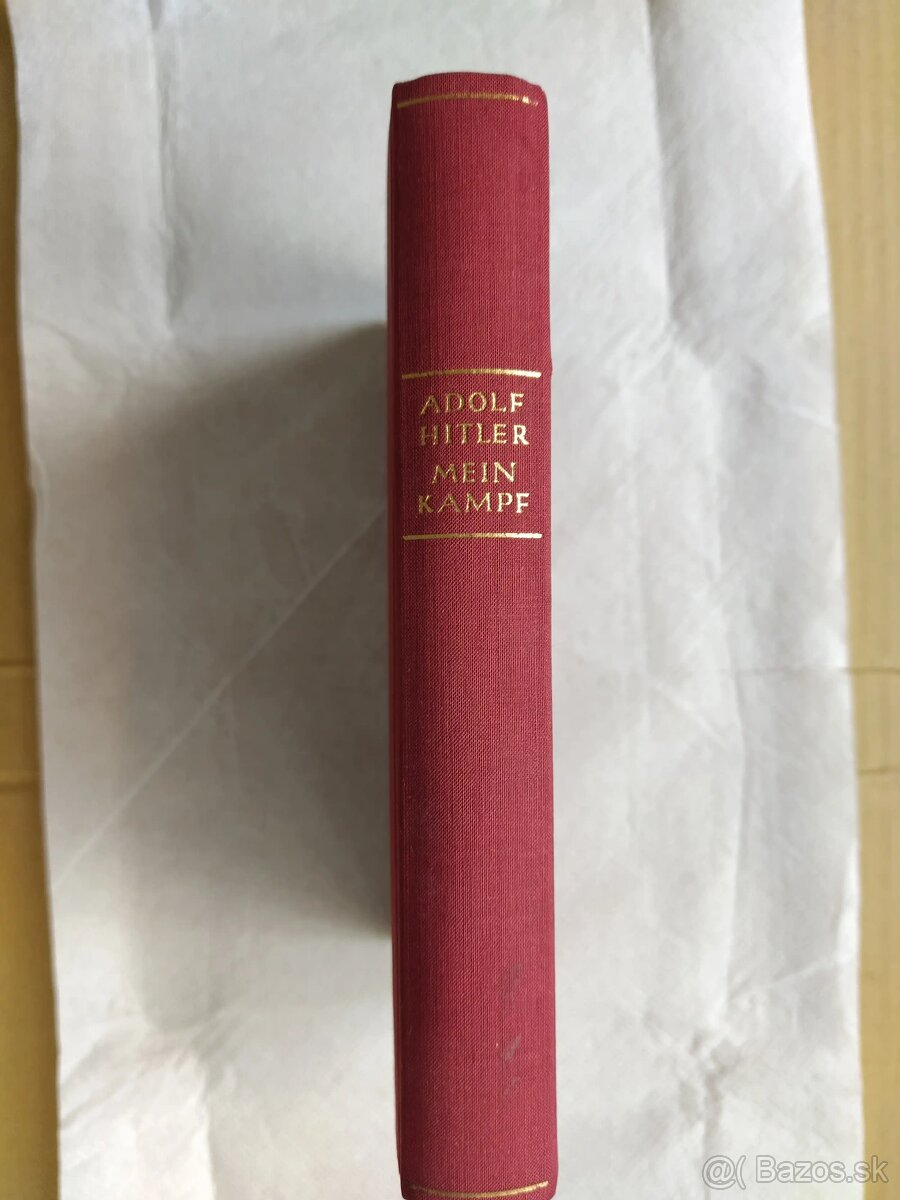 ADOLF
HITLER
MEIN
KAMPF
@( Bazos.sk